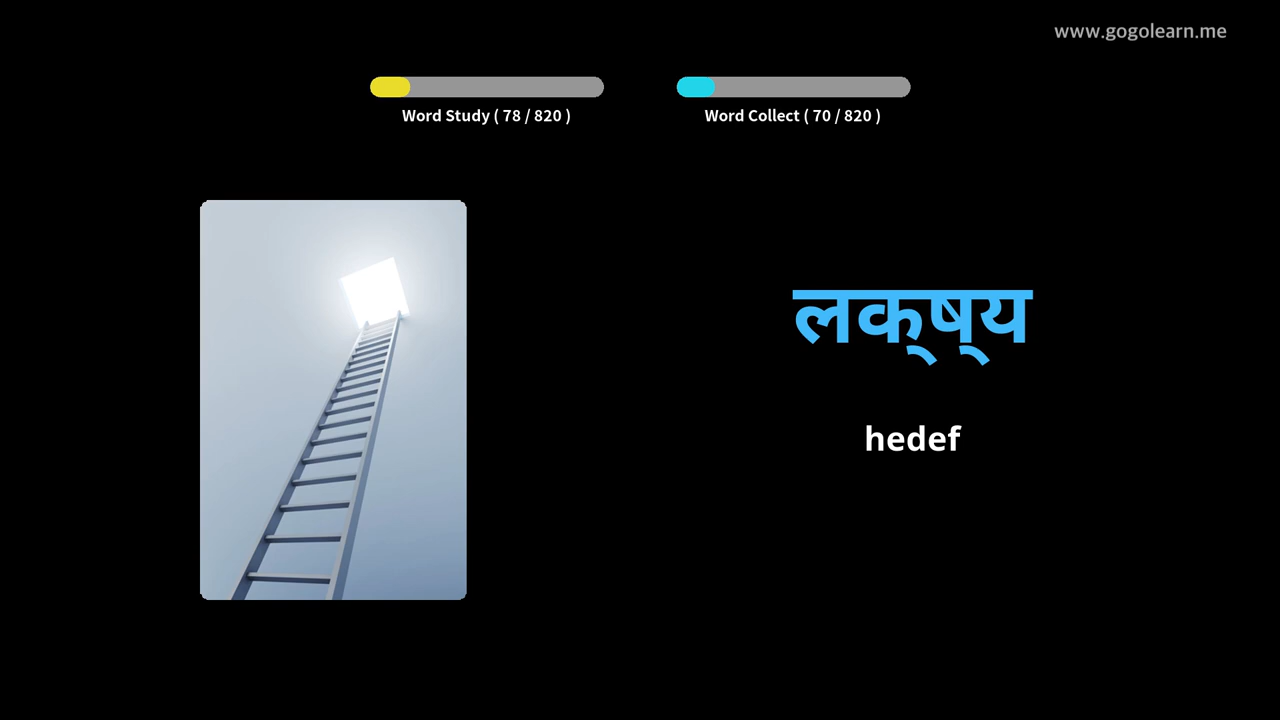 www.gogolearn.me
Word Study ( 78 / 820 )
Word Collect ( 70 / 820 )
लक्ष्य
hedef